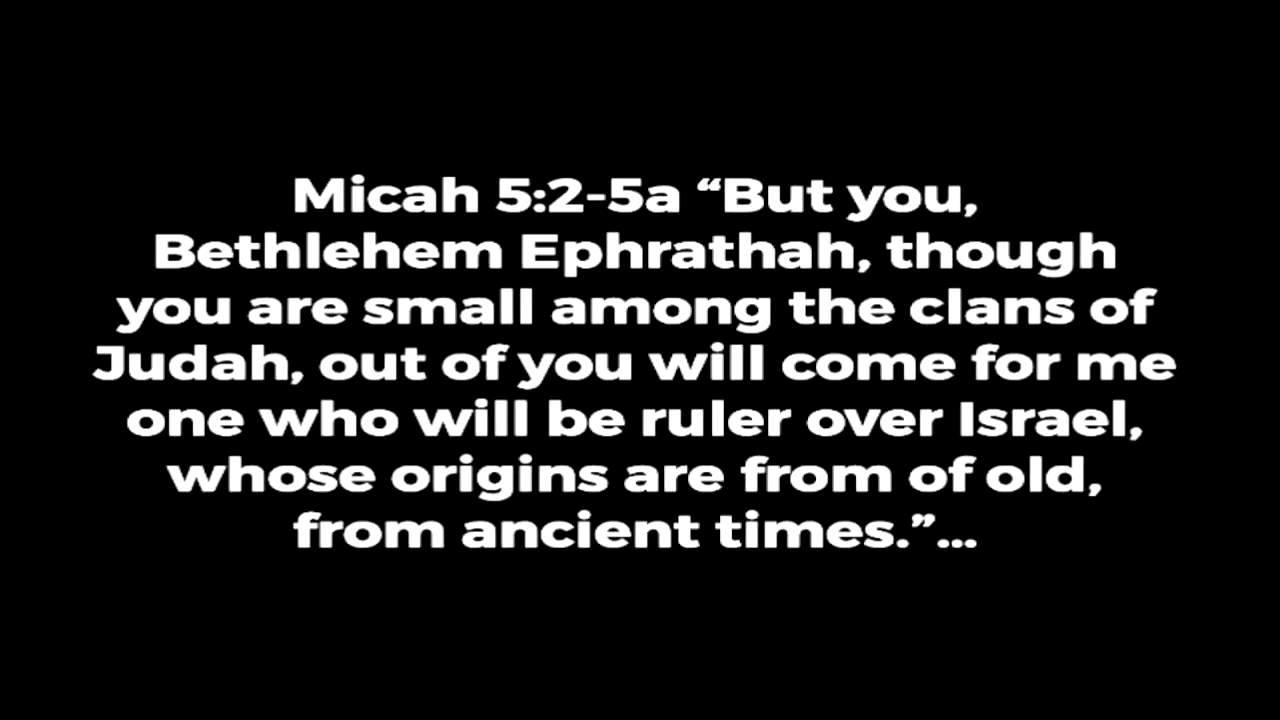 Micah 5:2-5a “But you,
Bethlehem Ephrathah, though
you are small among the clans of
Judah, out of you will come for me
one who will be ruler over Israel,
whose origins are from of old,
from ancient times.”...